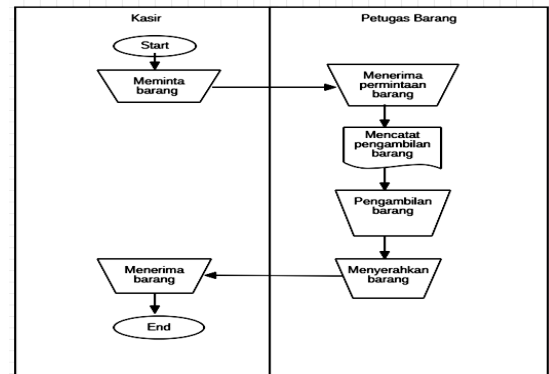 Kasir
Petugas Barang
Start
Meminta
barang
Menerima
permintaan
barang
Mencatat
pengambilan
barang
Pengambilan
barang
Menyerahkan
barang
Menerima
barang
End